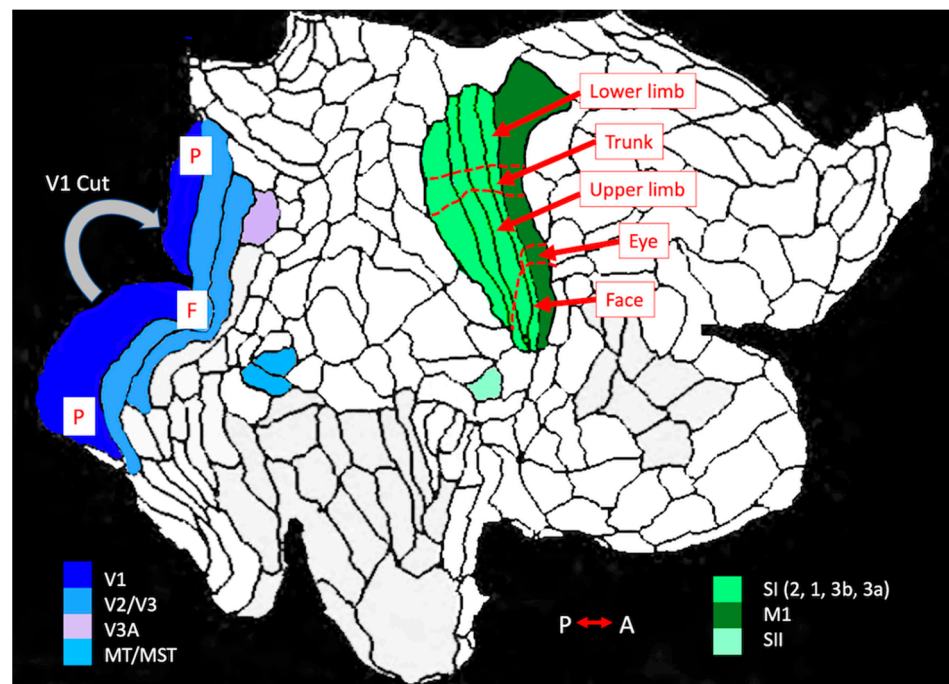 Lower limb
P
Trunk
V1 Cut
Upper limb
Eye
F
Face
P
V1
V2/V3
V3A
MT/MST
P A
SI (2, 1, 3b, 3a)
M1
SII